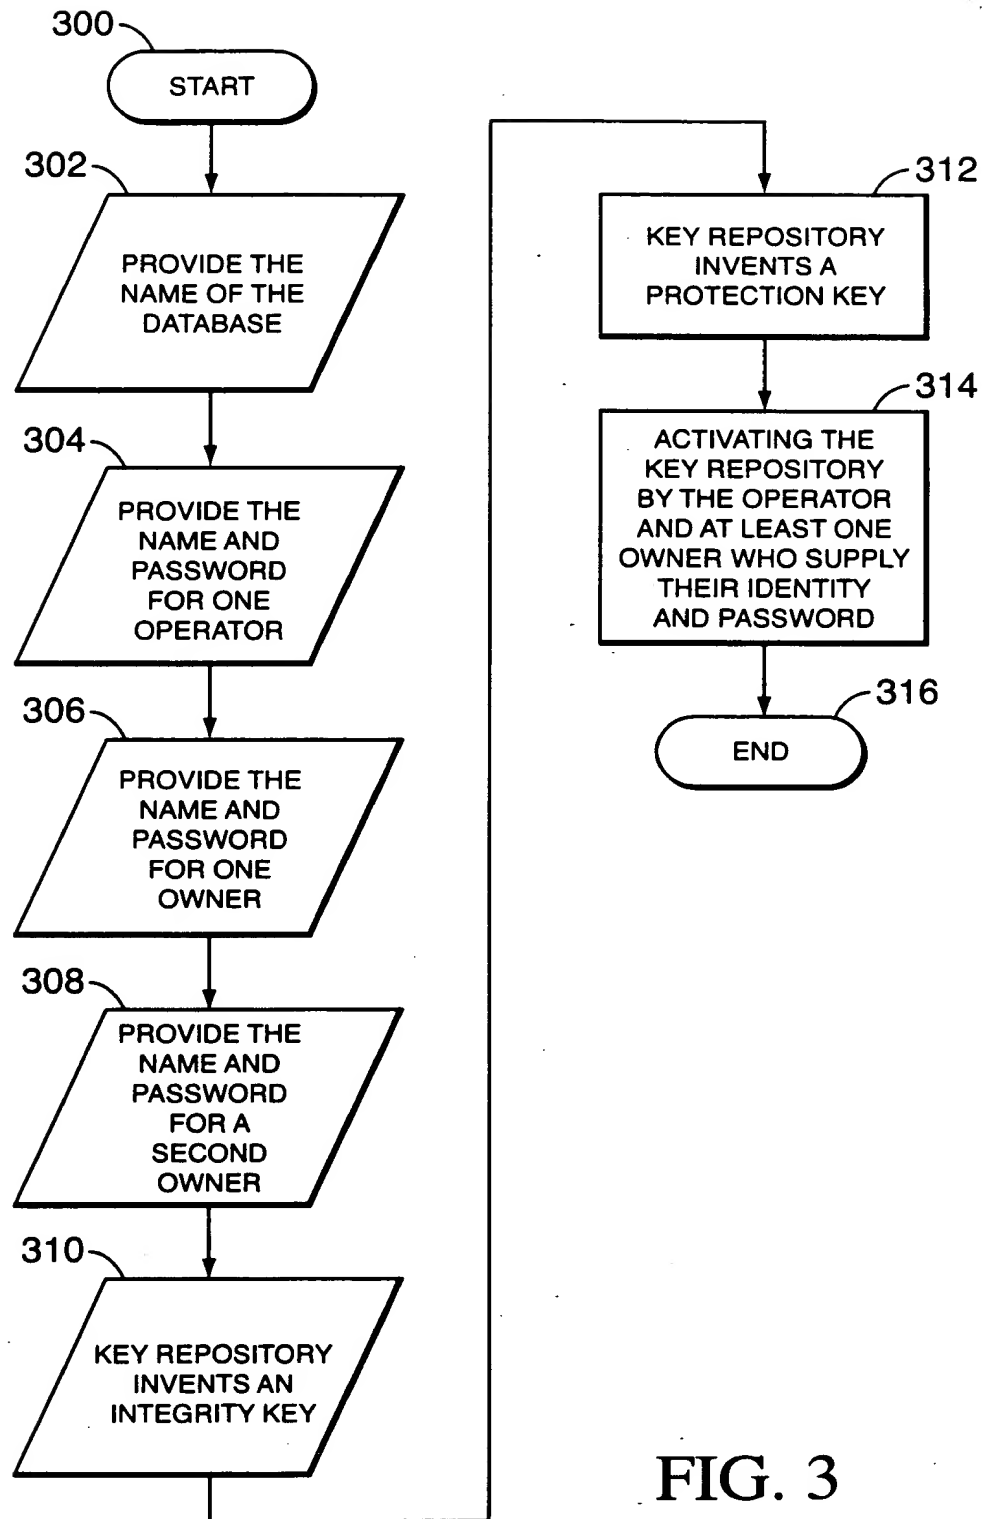 300
START
302
PROVIDE THE
NAME OF THE
DATABASE
304
PROVIDE THE
NAME AND
PASSWORD
FOR ONE
OPERATOR
306
PROVIDE THE
NAME AND
PASSWORD
FOR ONE
OWNER
308
PROVIDE THE
NAME AND
PASSWORD
FOR A
SECOND
OWNER
310
KEY REPOSITORY
INVENTS AN
INTEGRITY KEY
312
KEY REPOSITORY
INVENTS A
PROTECTION KEY
314
ACTIVATING THE
KEY REPOSITORY
BY THE OPERATOR
AND AT LEAST ONE
OWNER WHO SUPPLY
THEIR IDENTITY
AND PASSWORD
316
END
FIG. 3